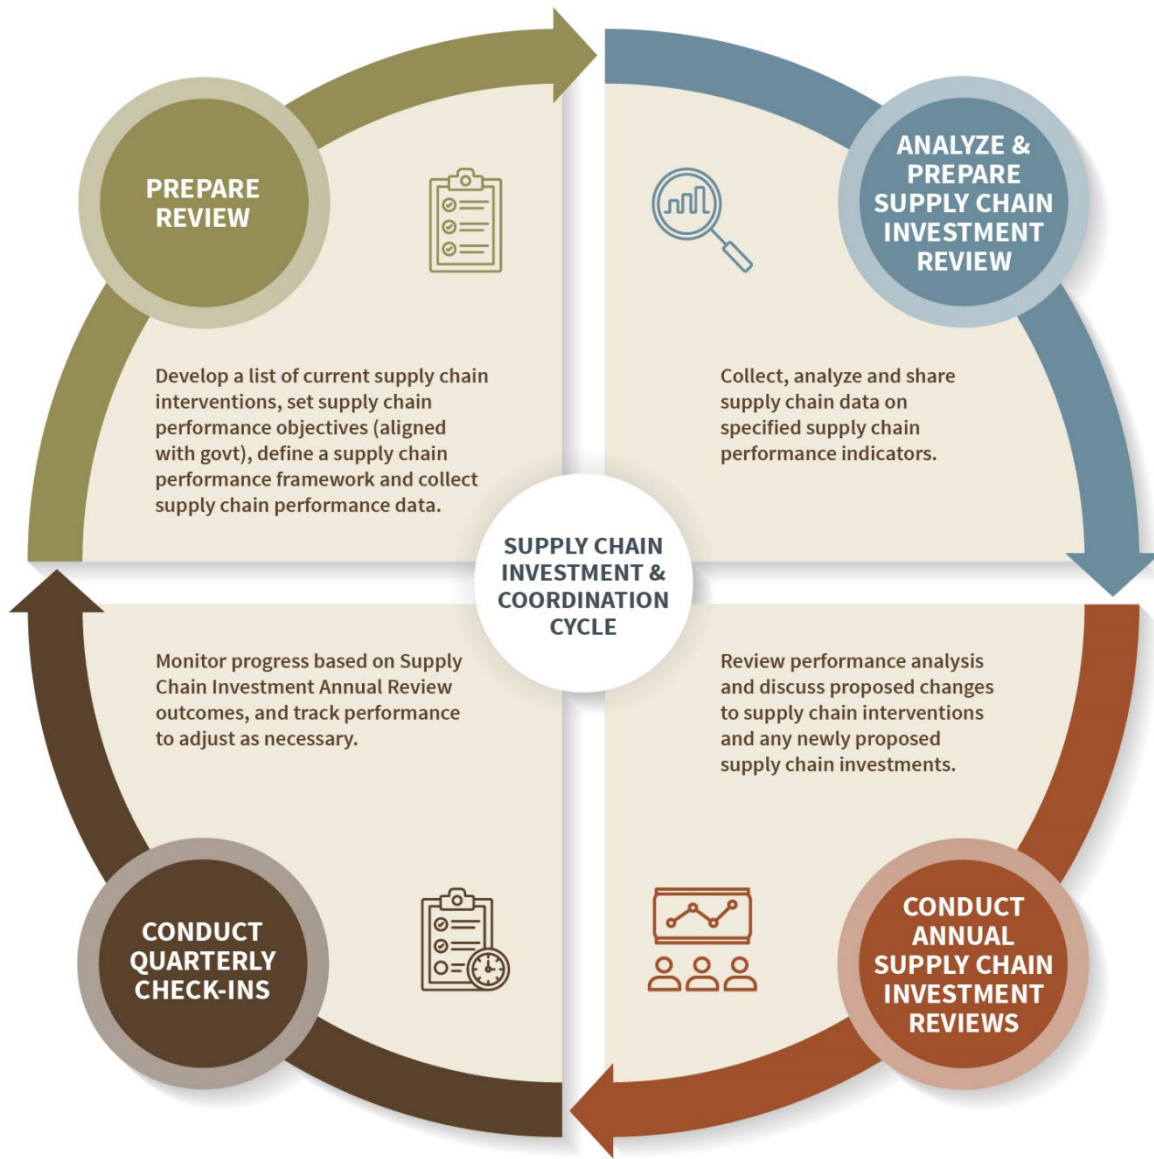 PREPARE
REVIEW
Develop a list of current supply chain
interventions, set supply chain
performance objectives (aligned
with govt), define a supply chain
performance framework and collect
supply chain performance data.
ANALYZE &
PREPARE
SUPPLY CHAIN
INVESTMENT
REVIEW
Collect, analyze and share
supply chain data on
specified supply chain
performance indicators.
SUPPLY CHAIN
INVESTMENT &
COORDINATION
CYCLE
Review performance analysis
and discuss proposed changes
to supply chain interventions
and any newly proposed
supply chain investments.
CONDUCT
ANNUAL
SUPPLY CHAIN
INVESTMENT
REVIEWS
Monitor progress based on Supply
Chain Investment Annual Review
outcomes, and track performance
to adjust as necessary.
CONDUCT
QUARTERLY
CHECK-INS